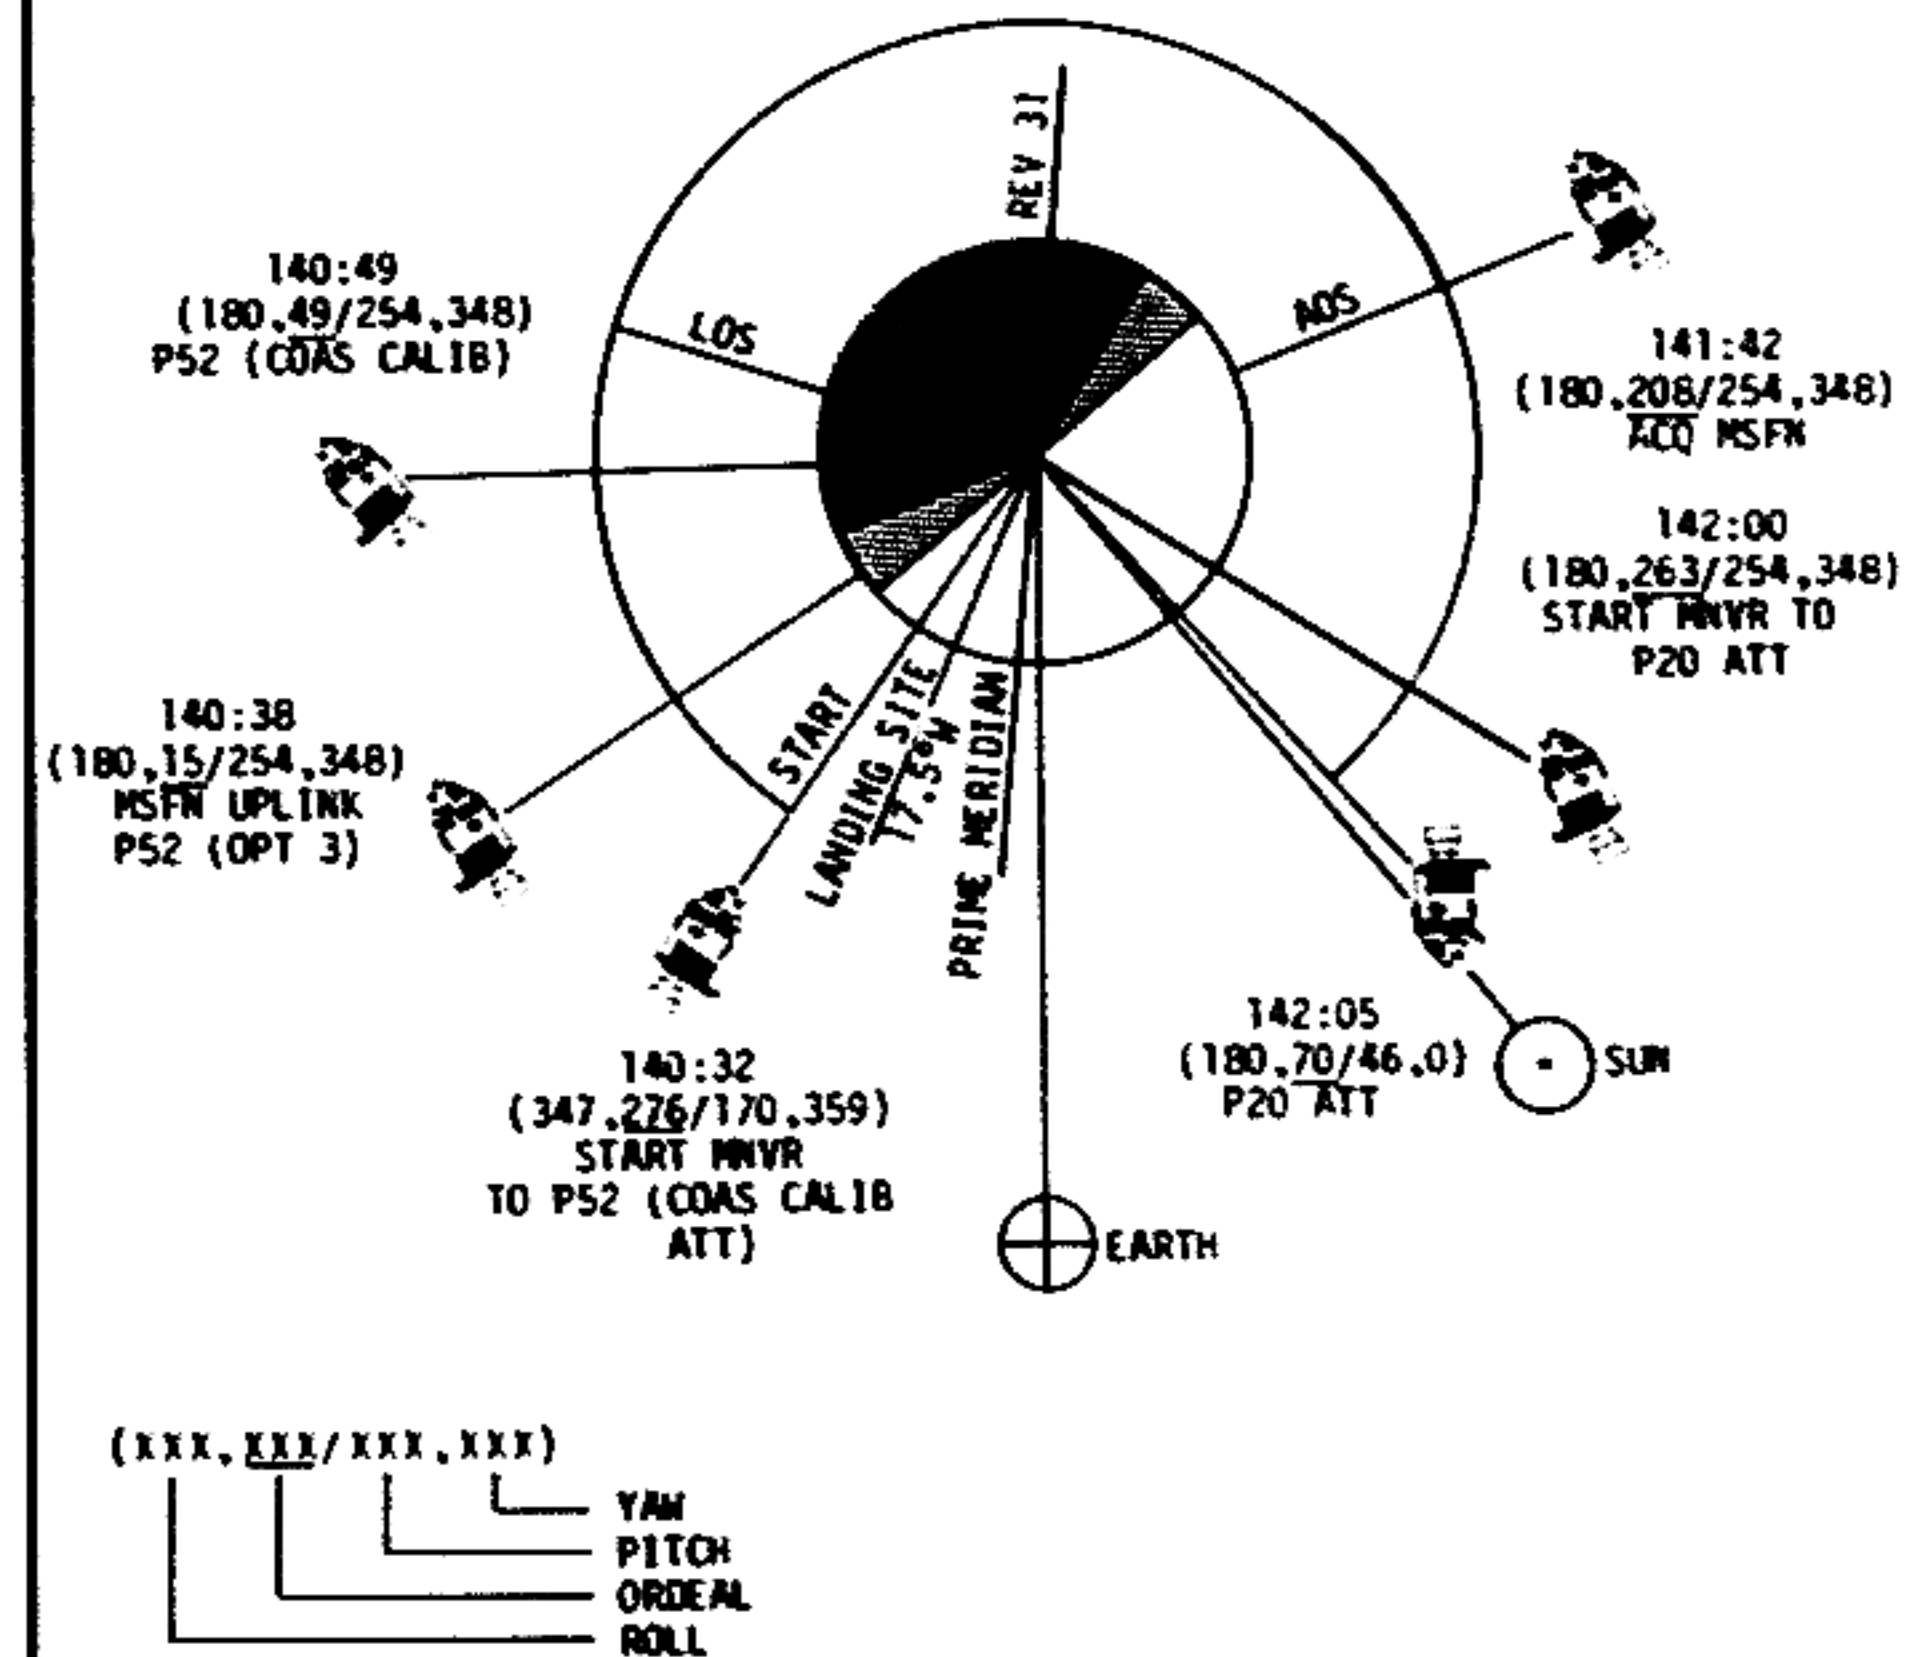 REV 31
140:49
(180,49/254,348)
P52 (COAS CALIB)
LOS
AOS
141:42
(180,208/254,348)
ACQ MSFN
142:00
(180,263/254,348)
START MNVR TO
P20 ATT
140:38
(180,15/254,348)
MSFN UPLINK
P52 (OPT 3)
START
LANDING SITE
17.5°W
PRIME MERIDIAN
140:32
(347,276/170,359)
START MNVR
TO P52 (COAS CALIB
ATT)
142:05
(180,70/46,0)
P20 ATT
SUN
EARTH
(XXX,XXX/XXX,XXX)
YAW
PITCH
ORDEAL
ROLL